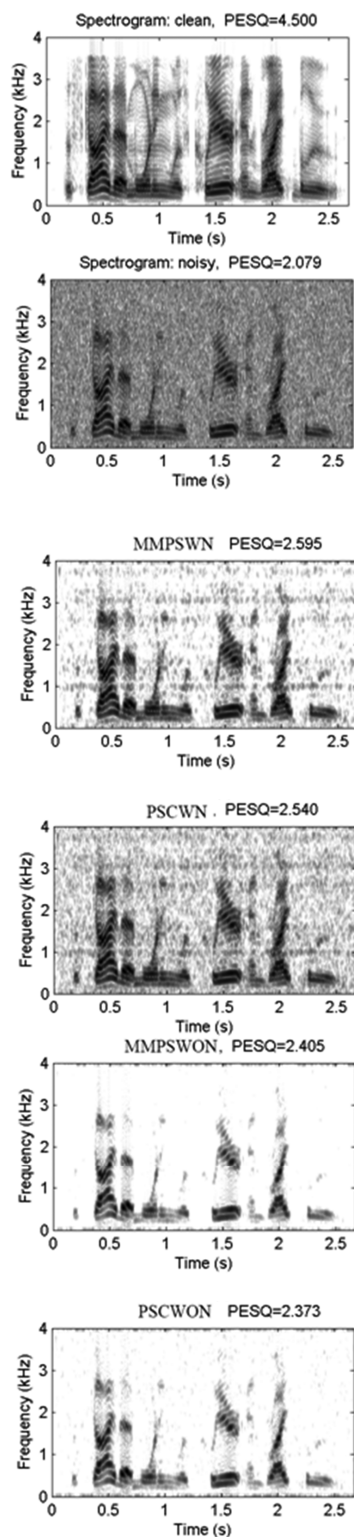 Spectrogram: clean, PESQ=4.500
Frequency (kHz)
4
3
2
1
0
0 0.5 1 1.5 2 2.5
Time (s)
Spectrogram: noisy, PESQ=2.079
Frequency (kHz)
4
3
2
1
0
0 0.5 1 1.5 2 2.5
Time (s)
MMPSWN PESQ=2.595
Frequency (kHz)
4
3
2
1
0
0 0.5 1 1.5 2 2.5
Time (s)
PSCWN . PESQ=2.540
Frequency (kHz)
4
3
2
1
0
0 0.5 1 1.5 2 2.5
Time (s)
MMPSWON, PESQ=2.405
Frequency (kHz)
4
3
2
1
0
0 0.5 1 1.5 2 2.5
Time (s)
PSCWON PESQ=2.373
Frequency (kHz)
4
3
2
1
0
0 0.5 1 1.5 2 2.5
Time (s)